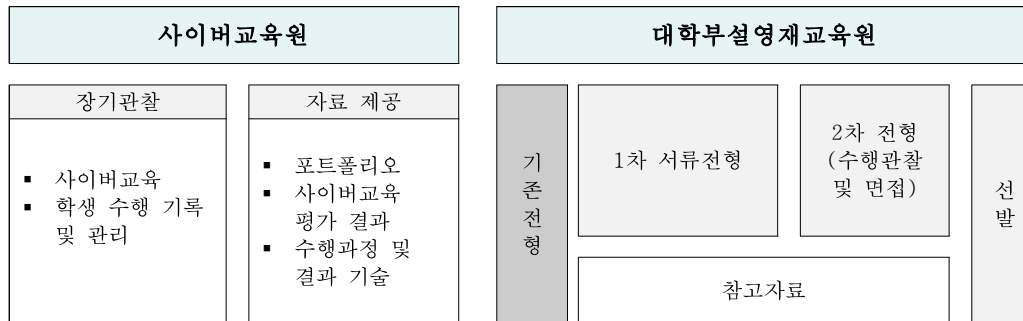 사이버교육원
대학부설영재교육원
장기관찰
▪ 사이버교육
▪ 학생 수행 기록
및 관리
자료 제공
▪ 포트폴리오
▪ 사이버교육
평가 결과
▪ 수행과정 및
결과 기술
기
존
전
형
1차 서류전형
2차 전형
(수행관찰
및 면접)
참고자료
선
발